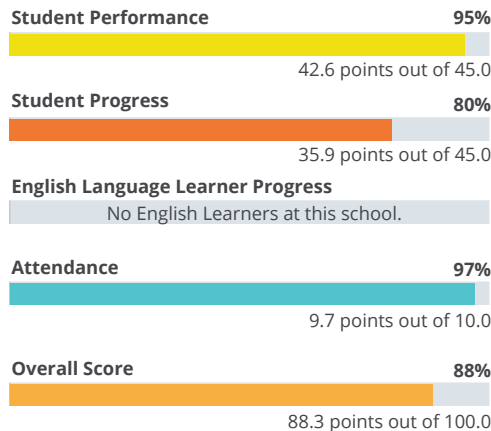 Student Performance 95%
42.6 points out of 45.0
Student Progress 80%
35.9 points out of 45.0
English Language Learner Progress
No English Learners at this school.
Attendance 97%
9.7 points out of 10.0
Overall Score 88%
88.3 points out of 100.0